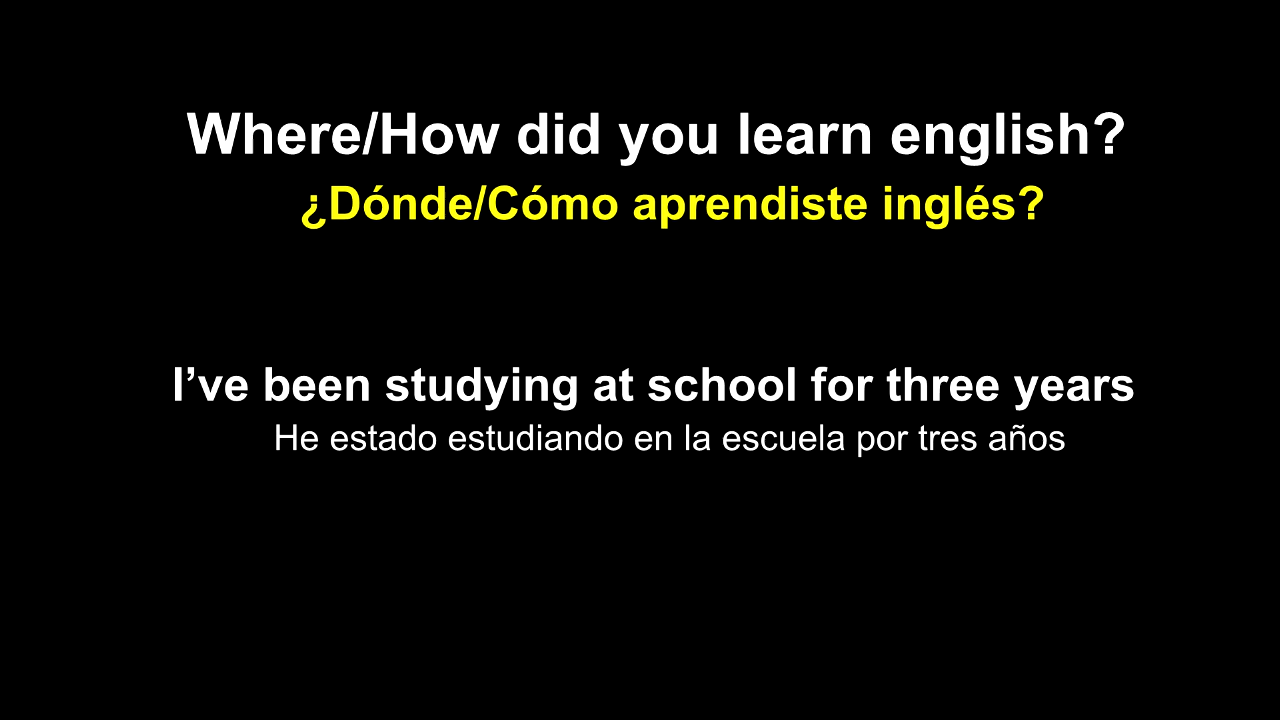 Where/How did you learn english?
¿Dónde/Cómo aprendiste inglés?
I’ve been studying at school for three years
He estado estudiando en la escuela por tres años